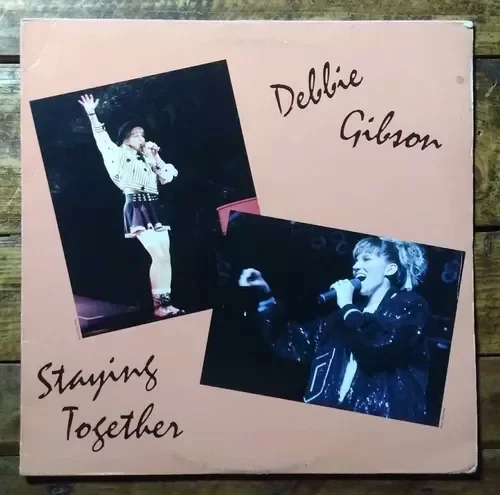 Debbie
Gibson
Staying
Together